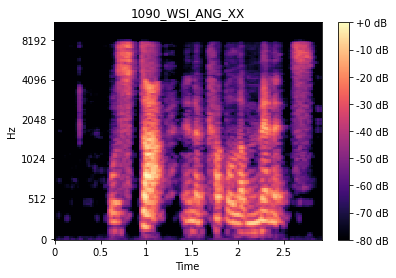 1090_WSI_ANG_XX
+0 dB
8192
-10 dB
4096
-20 dB
-30 dB
2048
Hz
-40 dB
1024
-50 dB
512
-60 dB
-70 dB
0
-80 dB
0 0.5 1 1.5 2 2.5
Time